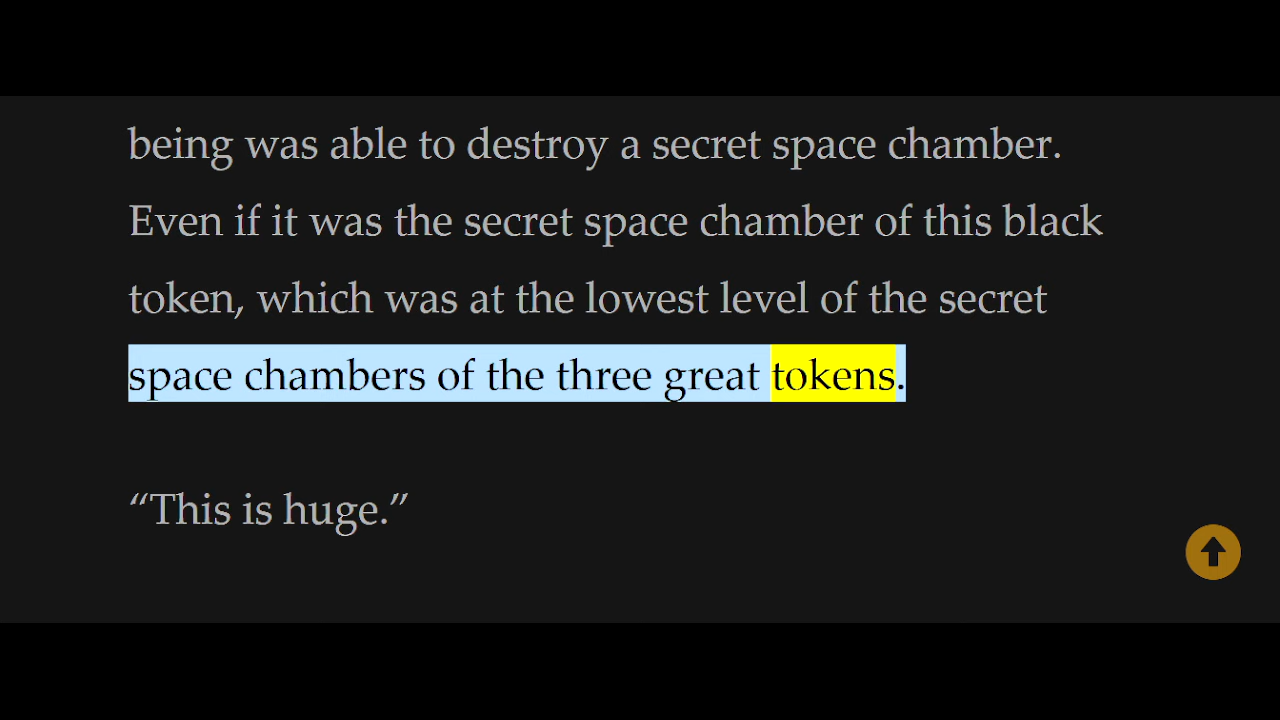 being was able to destroy a secret space chamber.
Even if it was the secret space chamber of this black
token, which was at the lowest level of the secret
space chambers of the three great tokens.
“This is huge.”